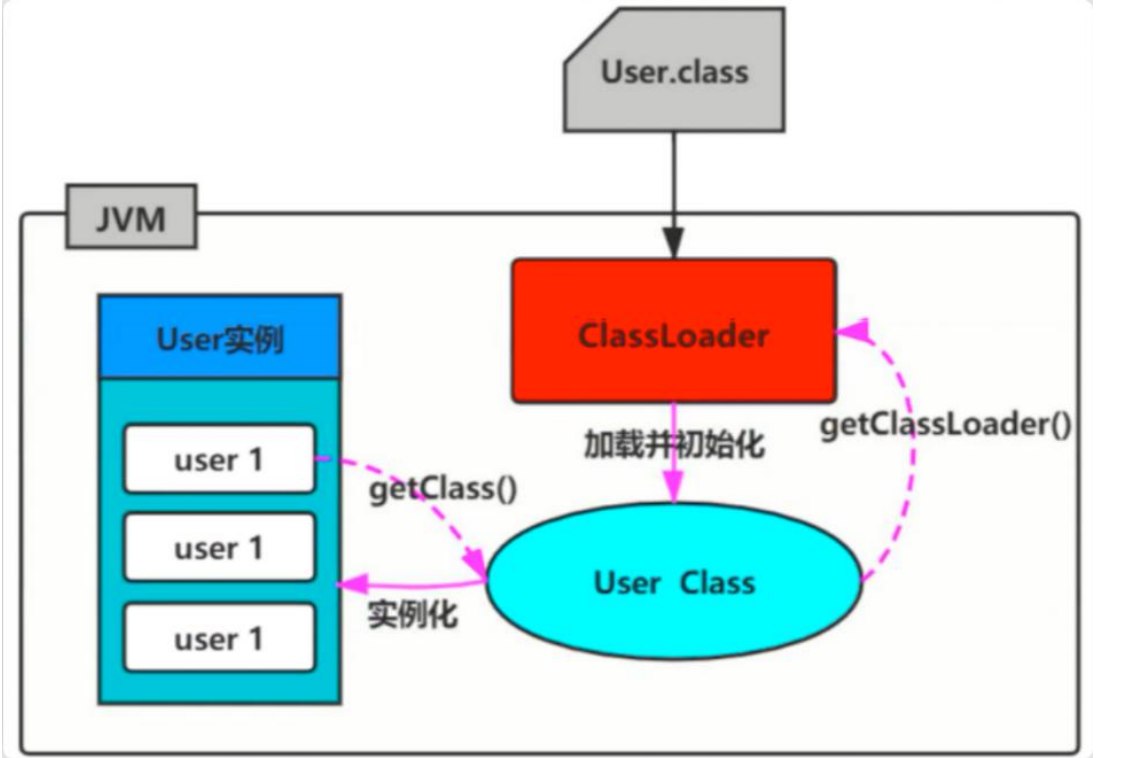 User.class
JVM
User实例
ClassLoader
getClassLoader()
加载并初始化
user 1
getClass()
user 1
User Class
实例化
user 1